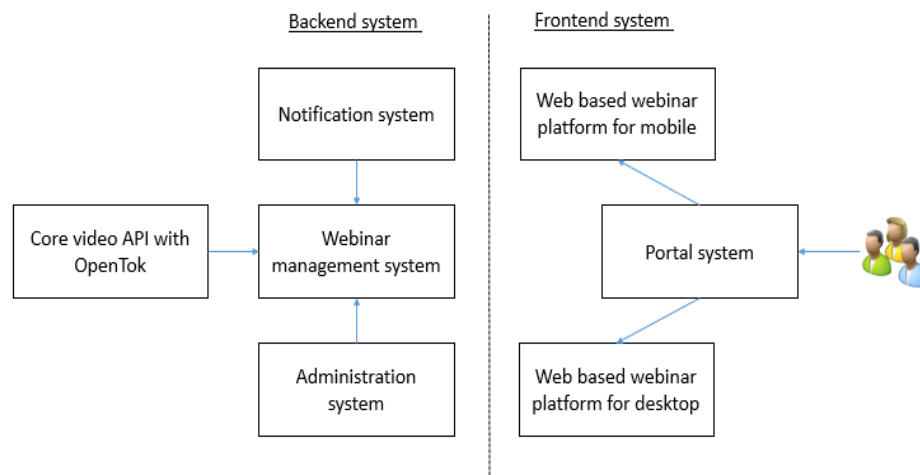 Backend system
Frontend system
Notification system
Web based webinar
platform for mobile
Core video API with
OpenTok
Webinar
management system
Portal system
Administration
system
Web based webinar
platform for desktop